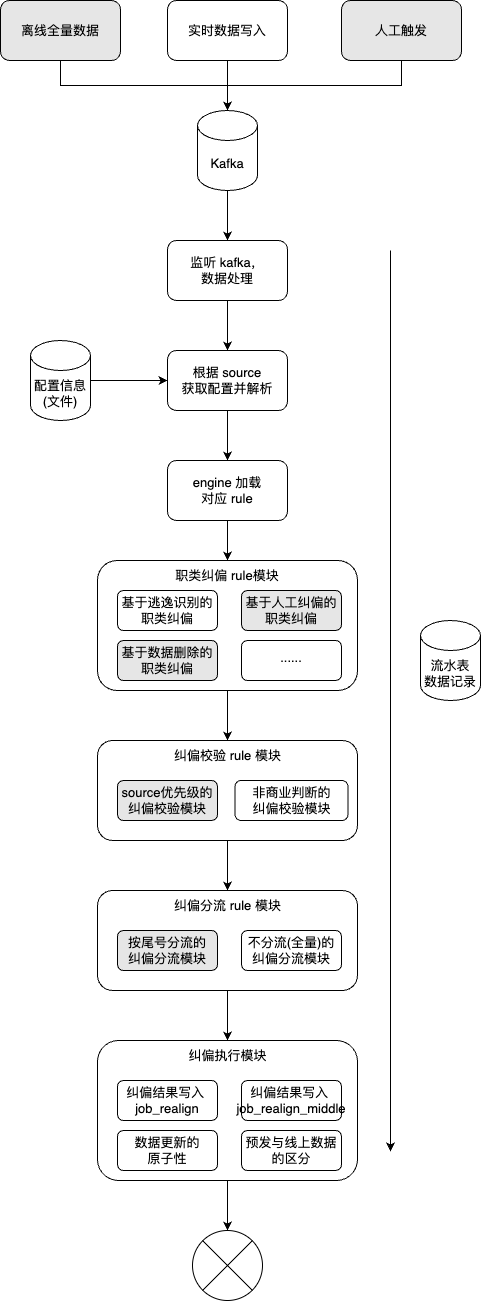 离线全量数据
实时数据写入
人工触发
Kafka
监听 kafka，
数据处理
配置信息
(文件)
根据 source
获取配置并解析
engine 加载
对应 rule
职类纠偏 rule模块
基于逃逸识别的
职类纠偏
基于人工纠偏的
职类纠偏
基于数据删除的
职类纠偏
......
流水表
数据记录
纠偏校验 rule 模块
source优先级的
纠偏校验模块
非商业判断的
纠偏校验模块
纠偏分流 rule 模块
按尾号分流的
纠偏分流模块
不分流(全量)的
纠偏分流模块
纠偏执行模块
纠偏结果写入
job_realign
纠偏结果写入
job_realign_middle
数据更新的
原子性
预发与线上数据
的区分